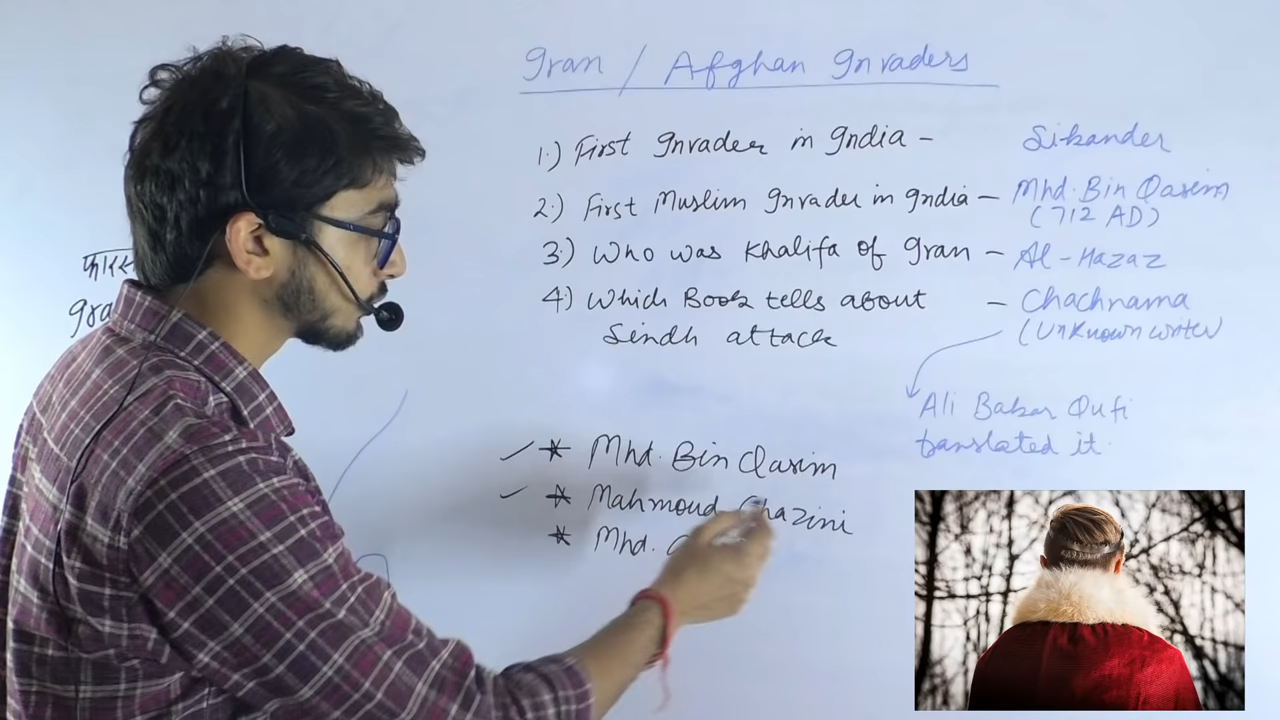 Iran / Afghan Invaders
1.) First Invader in India - Sikander
2.) First Muslim Invader in India - Mhd. Bin Qasim
(712 AD)
3.) Who was Khalifa of Iran - Al-Hazaz
4) Which Book tells about - Chachnama
Sindh attack (Unknown writer)
Ali Baker Qufi
translated it.
* Mhd. Bin Qasim
* Mahmoud Ghazini
* Mhd.